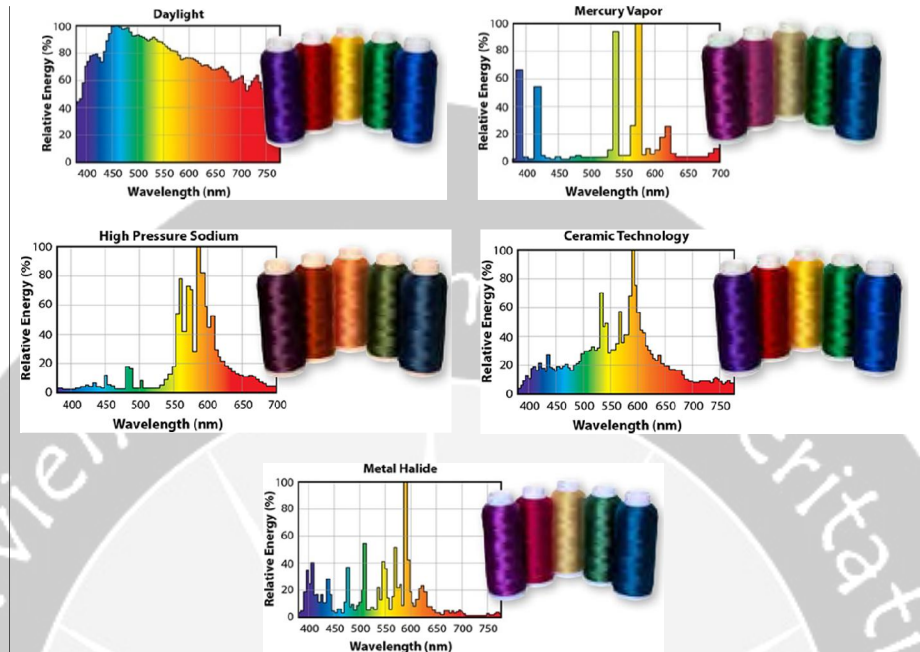 Daylight
Relative Energy (%)
100
80
60
40
20
0
400 450 500 550 600 650 700 750
Wavelength (nm)
Mercury Vapor
Relative Energy (%)
100
80
60
40
20
0
400 450 500 550 600 650 700
Wavelength (nm)
High Pressure Sodium
Relative Energy (%)
100
80
60
40
20
0
400 450 500 550 600 650 700
Wavelength (nm)
Ceramic Technology
Relative Energy (%)
100
80
60
40
20
0
400 450 500 550 600 650 700 750
Wavelength (nm)
Metal Halide
Relative Energy (%)
100
80
60
40
20
0
400 450 500 550 600 650 700 750
Wavelength (nm)